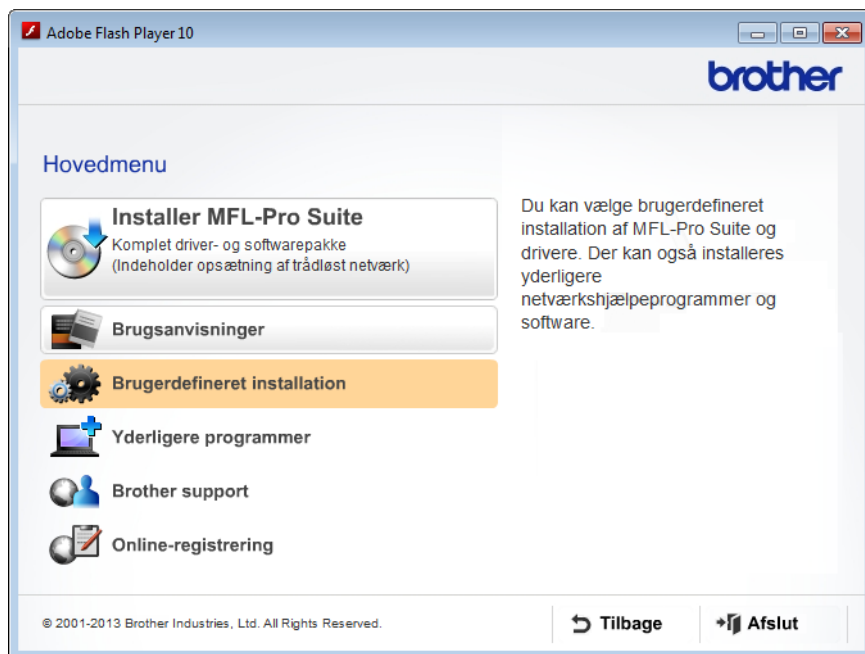 Adobe Flash Player 10
brother
Hovedmenu
Installer MFL-Pro Suite
Komplet driver- og softwarepakke
(Indeholder opsætning af trådløst netværk)
Brugsanvisninger
Brugerdefineret installation
Yderligere programmer
Brother support
Online-registrering
Du kan vælge brugerdefineret
installation af MFL-Pro Suite og
drivere. Der kan også installeres
yderligere
netværkshjælpeprogrammer og
software.
© 2001-2013 Brother Industries, Ltd. All Rights Reserved.
Tilbage
Afslut